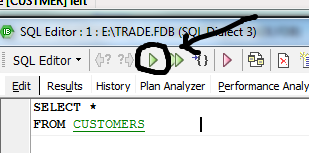 [CUSTMER] left
SQL Editor : 1 : E:\TRADE.FDB (SQL Dialect 3)
SQL Editor
Edit Results History Plan Analyzer Performance Analy
SELECT *
FROM CUSTOMERS